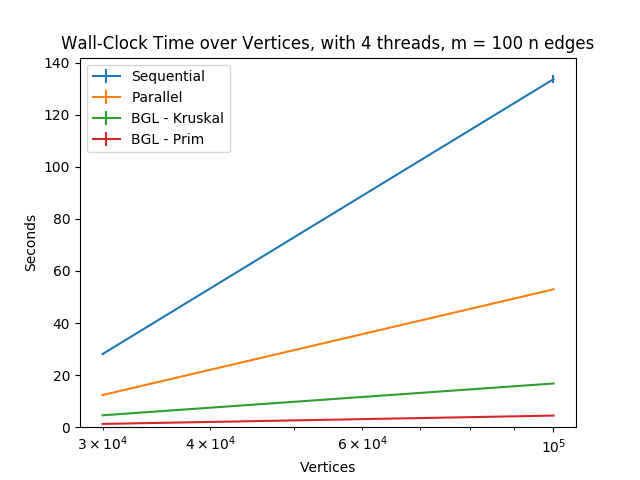 Wall-Clock Time over Vertices, with 4 threads, m = 100 n edges
140
120
100
80
60
40
20
0
Seconds
Sequential
Parallel
BGL - Kruskal
BGL - Prim
3 × 10⁴
4 × 10⁴
6 × 10⁴
10⁵
Vertices